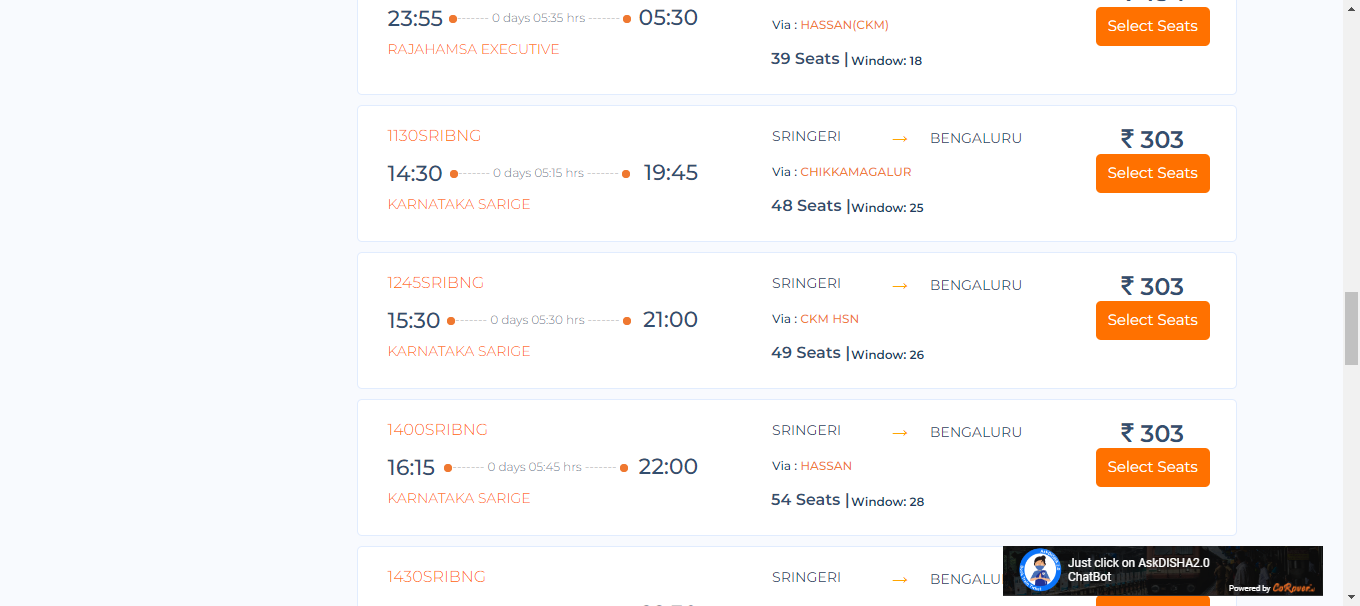 23:55 ------- 0 days 05:35 hrs ------- 05:30
RAJAHAMSA EXECUTIVE
Via : HASSAN(CKM)
39 Seats | Window: 18
Select Seats
1130SRIBNG
14:30 ------- 0 days 05:15 hrs ------- 19:45
KARNATAKA SARIGE
SRINGERI → BENGALURU
Via : CHIKKAMAGALUR
48 Seats | Window: 25
₹ 303
Select Seats
1245SRIBNG
15:30 ------- 0 days 05:30 hrs ------- 21:00
KARNATAKA SARIGE
SRINGERI → BENGALURU
Via : CKM HSN
49 Seats | Window: 26
₹ 303
Select Seats
1400SRIBNG
16:15 ------- 0 days 05:45 hrs ------- 22:00
KARNATAKA SARIGE
SRINGERI → BENGALURU
Via : HASSAN
54 Seats | Window: 28
₹ 303
Select Seats
1430SRIBNG
SRINGERI → BENGALU
Just click on AskDISHA2.0
ChatBot
Powered by CoRover